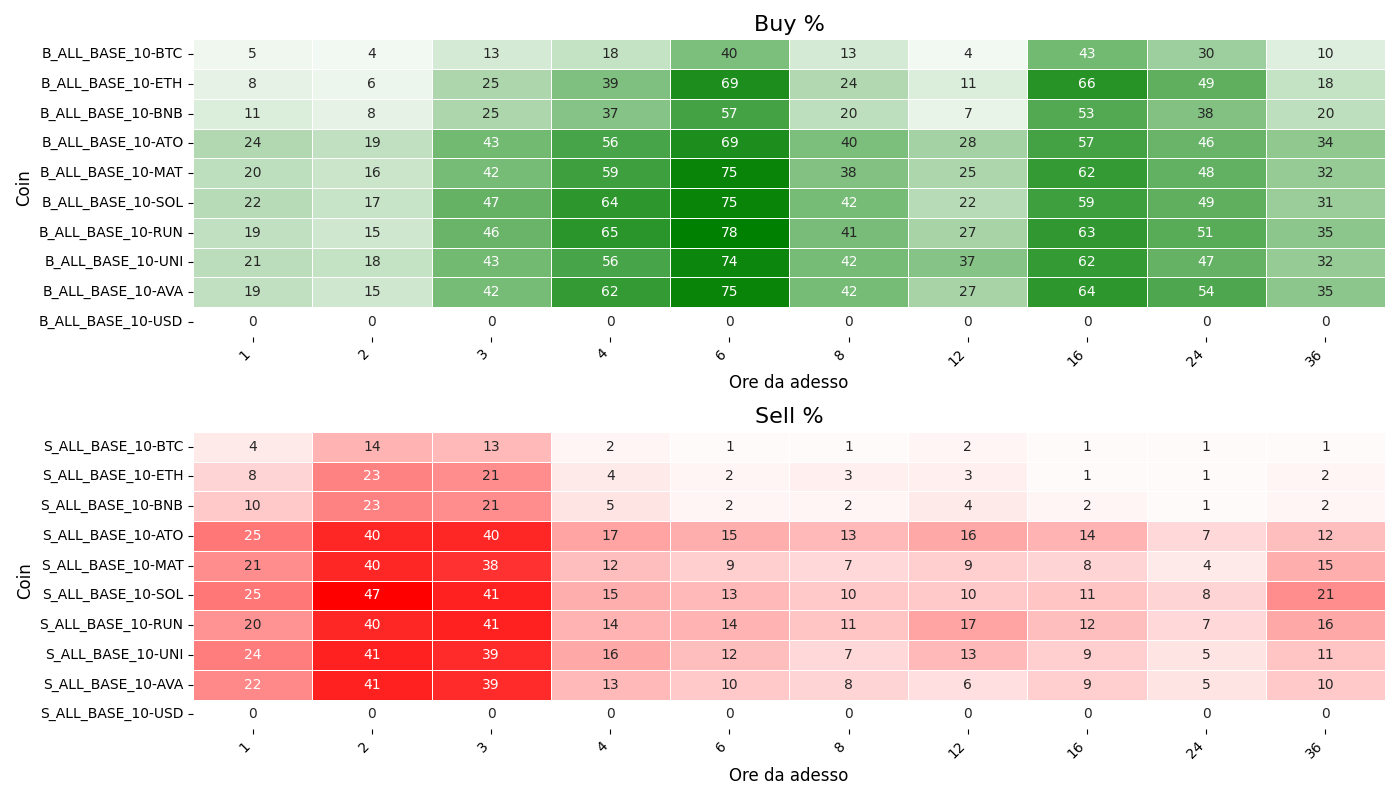 Buy %
B_ALL_BASE_10-BTC 5 4 13 18 40 13 4 43 30 10
B_ALL_BASE_10-ETH 8 6 25 39 69 24 11 66 49 18
B_ALL_BASE_10-BNB 11 8 25 37 57 20 7 53 38 20
B_ALL_BASE_10-ATO 24 19 43 56 69 40 28 57 46 34
B_ALL_BASE_10-MAT 20 16 42 59 75 38 25 62 48 32
B_ALL_BASE_10-SOL 22 17 47 64 75 42 22 59 49 31
B_ALL_BASE_10-RUN 19 15 46 65 78 41 27 63 51 35
B_ALL_BASE_10-UNI 21 18 43 56 74 42 37 62 47 32
B_ALL_BASE_10-AVA 19 15 42 62 75 42 27 64 54 35
B_ALL_BASE_10-USD 0 0 0 0 0 0 0 0 0 0
Coin
1 2 3 4 6 8 12 16 24 36
Ore da adesso
Sell %
S_ALL_BASE_10-BTC 4 14 13 2 1 1 2 1 1 1
S_ALL_BASE_10-ETH 8 23 21 4 2 3 3 1 1 2
S_ALL_BASE_10-BNB 10 23 21 5 2 2 4 2 1 2
S_ALL_BASE_10-ATO 25 40 40 17 15 13 16 14 7 12
S_ALL_BASE_10-MAT 21 40 38 12 9 7 9 8 4 15
S_ALL_BASE_10-SOL 25 47 41 15 13 10 10 11 8 21
S_ALL_BASE_10-RUN 20 40 41 14 14 11 17 12 7 16
S_ALL_BASE_10-UNI 24 41 39 16 12 7 13 9 5 11
S_ALL_BASE_10-AVA 22 41 39 13 10 8 6 9 5 10
S_ALL_BASE_10-USD 0 0 0 0 0 0 0 0 0 0
Coin
1 2 3 4 6 8 12 16 24 36
Ore da adesso